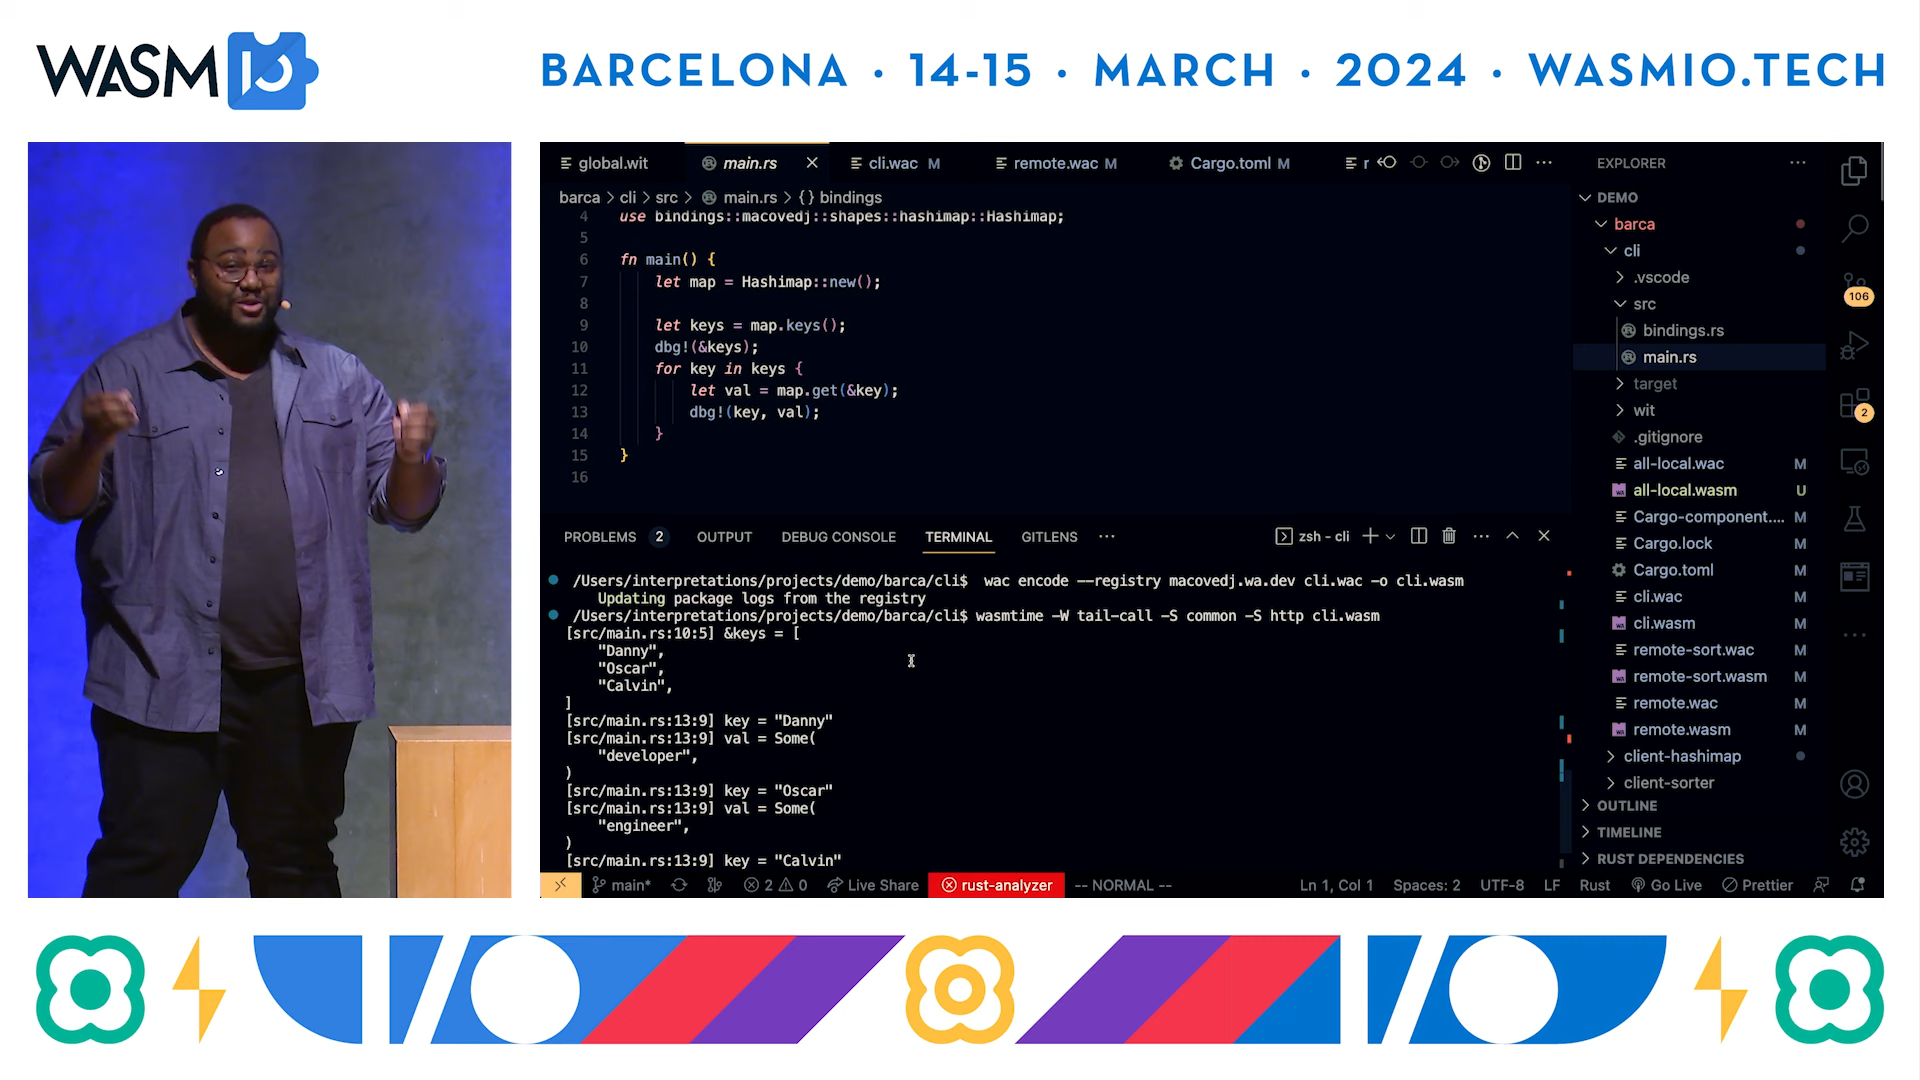 WASM IO
BARCELONA · 14-15 · MARCH · 2024 · WASMIO.TECH
global.wit
main.rs
cli.wac M
remote.wac M
Cargo.toml M
r
barca > cli > src > main.rs > {} bindings
4 use bindings::macovedj::shapes::hashimap::Hashimap;
5
6 fn main() {
7 let map = Hashimap::new();
8
9 let keys = map.keys();
10 dbg!(&keys);
11 for key in keys {
12 let val = map.get(&key);
13 dbg!(key, val);
14 }
15 }
16
PROBLEMS 2 OUTPUT DEBUG CONSOLE TERMINAL GITLENS ···
zsh - cli
/Users/interpretations/projects/demo/barca/cli$ wac encode --registry macovedj.wa.dev cli.wac -o cli.wasm
Updating package logs from the registry
/Users/interpretations/projects/demo/barca/cli$ wasmtime -W tail-call -S common -S http cli.wasm
[src/main.rs:10:5] &keys = [
"Danny",
"Oscar",
"Calvin",
]
[src/main.rs:13:9] key = "Danny"
[src/main.rs:13:9] val = Some(
"developer",
)
[src/main.rs:13:9] key = "Oscar"
[src/main.rs:13:9] val = Some(
"engineer",
)
[src/main.rs:13:9] key = "Calvin"
EXPLORER
DEMO
barca
cli
.vscode
src
bindings.rs
main.rs
target
wit
.gitignore
all-local.wac M
all-local.wasm U
Cargo-component.... M
Cargo.lock M
Cargo.toml M
cli.wac M
cli.wasm M
remote-sort.wac M
remote-sort.wasm M
remote.wac M
remote.wasm M
client-hashimap
client-sorter
OUTLINE
TIMELINE
RUST DEPENDENCIES
106
2
main* 2 0 Live Share rust-analyzer -- NORMAL -- Ln 1, Col 1 Spaces: 2 UTF-8 LF Rust Go Live Prettier